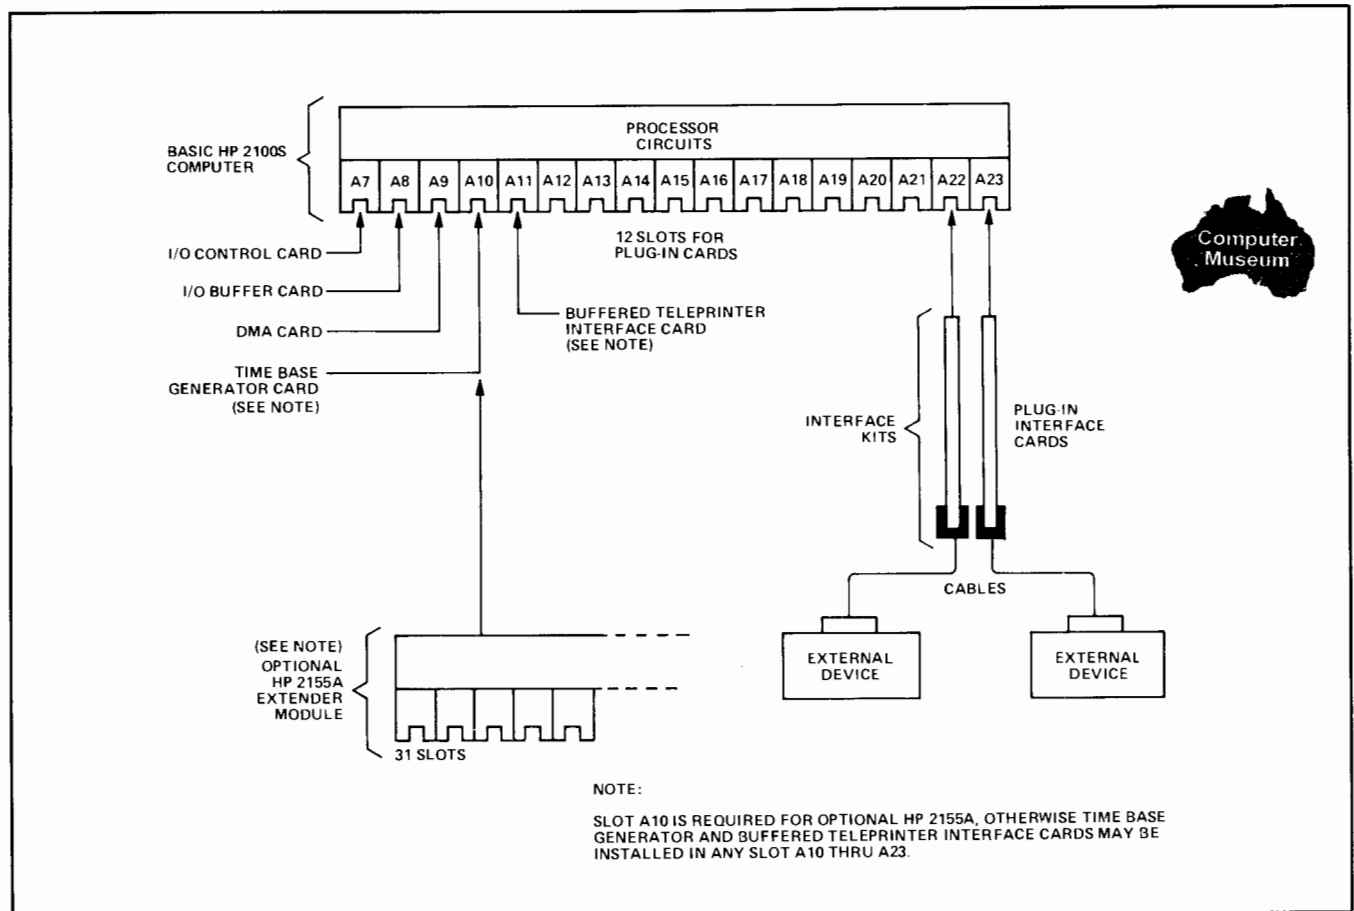 PROCESSOR
CIRCUITS
BASIC HP 2100S
COMPUTER
A7 A8 A9 A10 A11 A12 A13 A14 A15 A16 A17 A18 A19 A20 A21 A22 A23
12 SLOTS FOR
PLUG-IN CARDS
I/O CONTROL CARD
I/O BUFFER CARD
DMA CARD
TIME BASE
GENERATOR CARD
(SEE NOTE)
BUFFERED TELEPRINTER
INTERFACE CARD
(SEE NOTE)
Computer
Museum
INTERFACE
KITS
PLUG-IN
INTERFACE
CARDS
CABLES
EXTERNAL
DEVICE
EXTERNAL
DEVICE
(SEE NOTE)
OPTIONAL
HP 2155A
EXTENDER
MODULE
31 SLOTS
NOTE:
SLOT A10 IS REQUIRED FOR OPTIONAL HP 2155A, OTHERWISE TIME BASE
GENERATOR AND BUFFERED TELEPRINTER INTERFACE CARDS MAY BE
INSTALLED IN ANY SLOT A10 THRU A23.